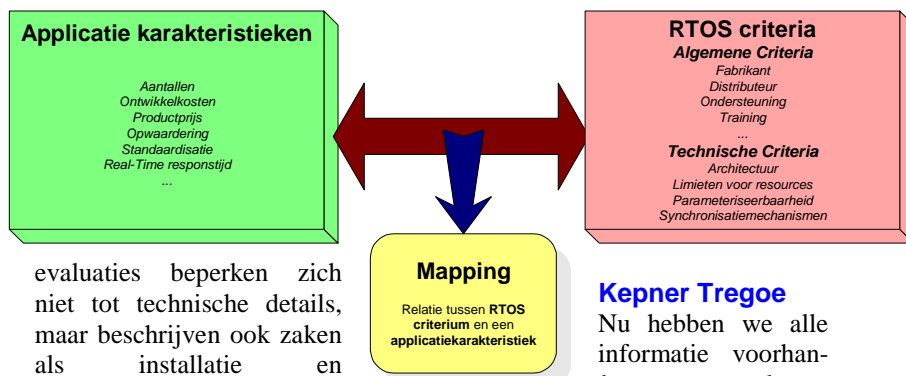 Applicatie karakteristieken
Aantallen
Ontwikkelkosten
Productprijs
Opwaardering
Standaardisatie
Real-Time responstijd
...
RTOS criteria
Algemene Criteria
Fabrikant
Distributeur
Ondersteuning
Training
...
Technische Criteria
Architectuur
Limieten voor resources
Parameteriseerbaarheid
Synchronisatiemechanismen
Mapping
Relatie tussen RTOS
criterium en een
applicatiekarakteristiek
evaluaties beperken zich
niet tot technische details,
maar beschrijven ook zaken
als installatie en
Kepner Tregoe
Nu hebben we alle
informatie voorhan-